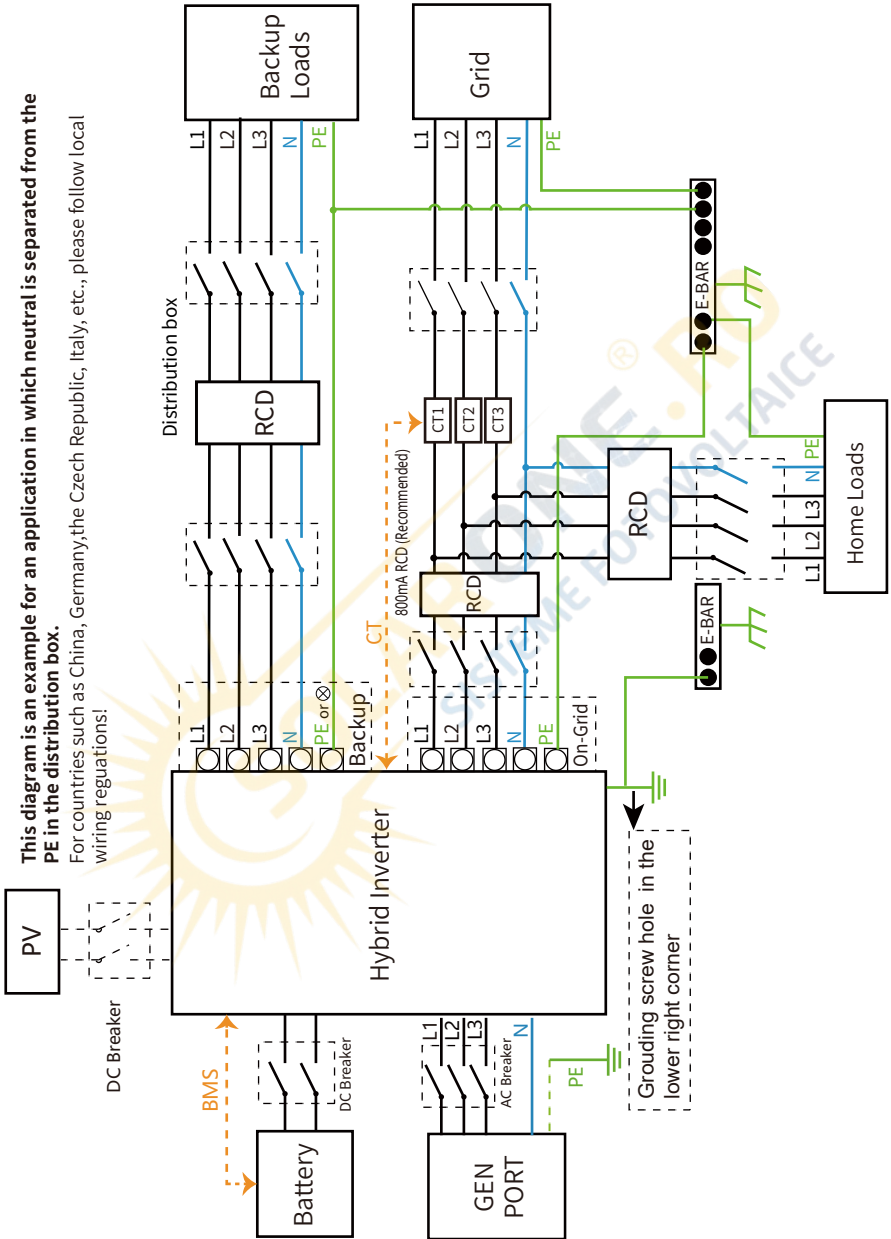 This diagram is an example for an application in which neutral is separated from the
PE in the distribution box.
For countries such as China, Germany,the Czech Republic, Italy, etc., please follow local
wiring reguations!
PV
DC Breaker
BMS
Battery
DC Breaker
GEN
PORT
L1
L2
L3
N
AC Breaker
PE
Hybrid Inverter
Grouding screw hole in the
lower right corner
L1
L2
L3
N
PE or
Backup
L1
L2
L3
N
PE
On-Grid
CT
800mA RCD (Recommended)
RCD
Distribution box
RCD
CT1
CT2
CT3
L1
L2
L3
N
PE
Backup
Loads
L1
L2
L3
N
PE
Grid
RCD
E-BAR
E-BAR
L1
L2
L3
N
PE
Home Loads
SOLARONE.RO
®
SISTEME FOTOVOLTAICE